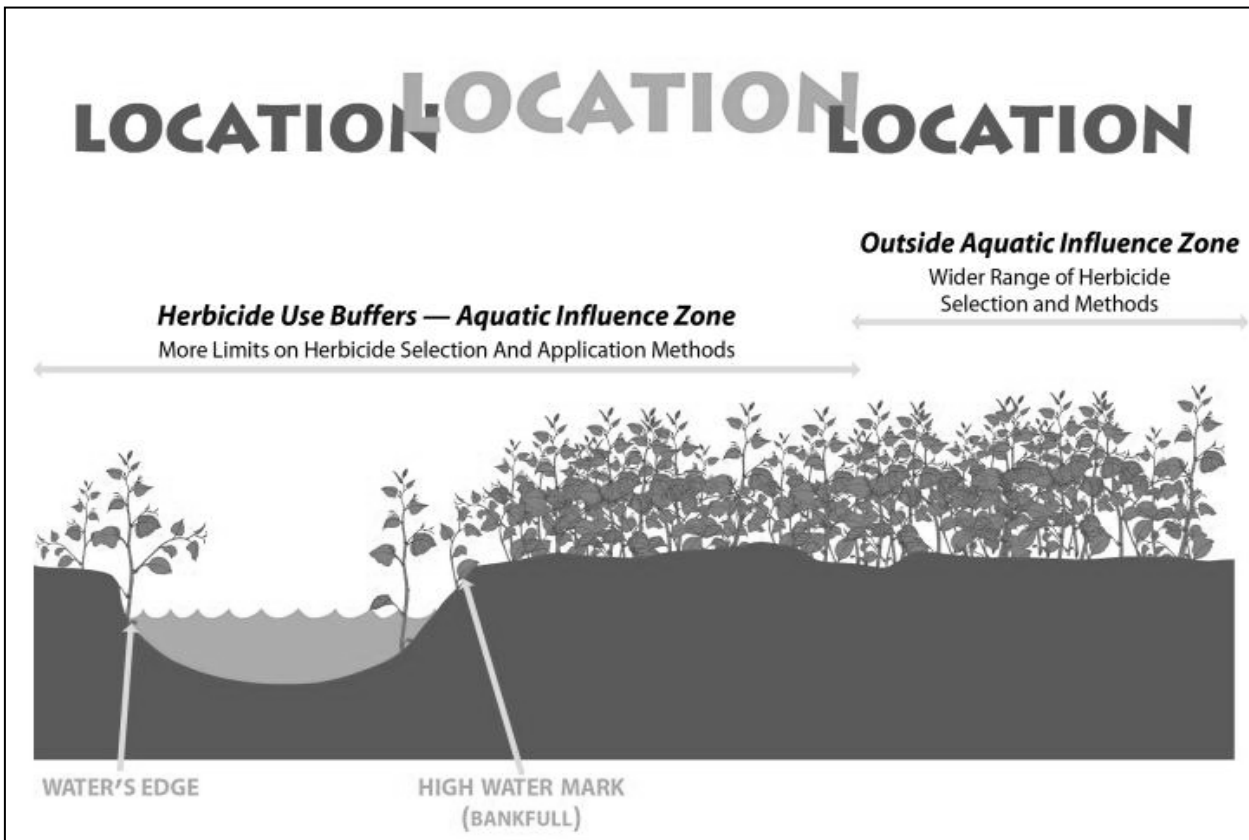 LOCATION LOCATION LOCATION
Outside Aquatic Influence Zone
Wider Range of Herbicide
Selection and Methods
Herbicide Use Buffers — Aquatic Influence Zone
More Limits on Herbicide Selection And Application Methods
WATER'S EDGE
HIGH WATER MARK
(BANKFULL)